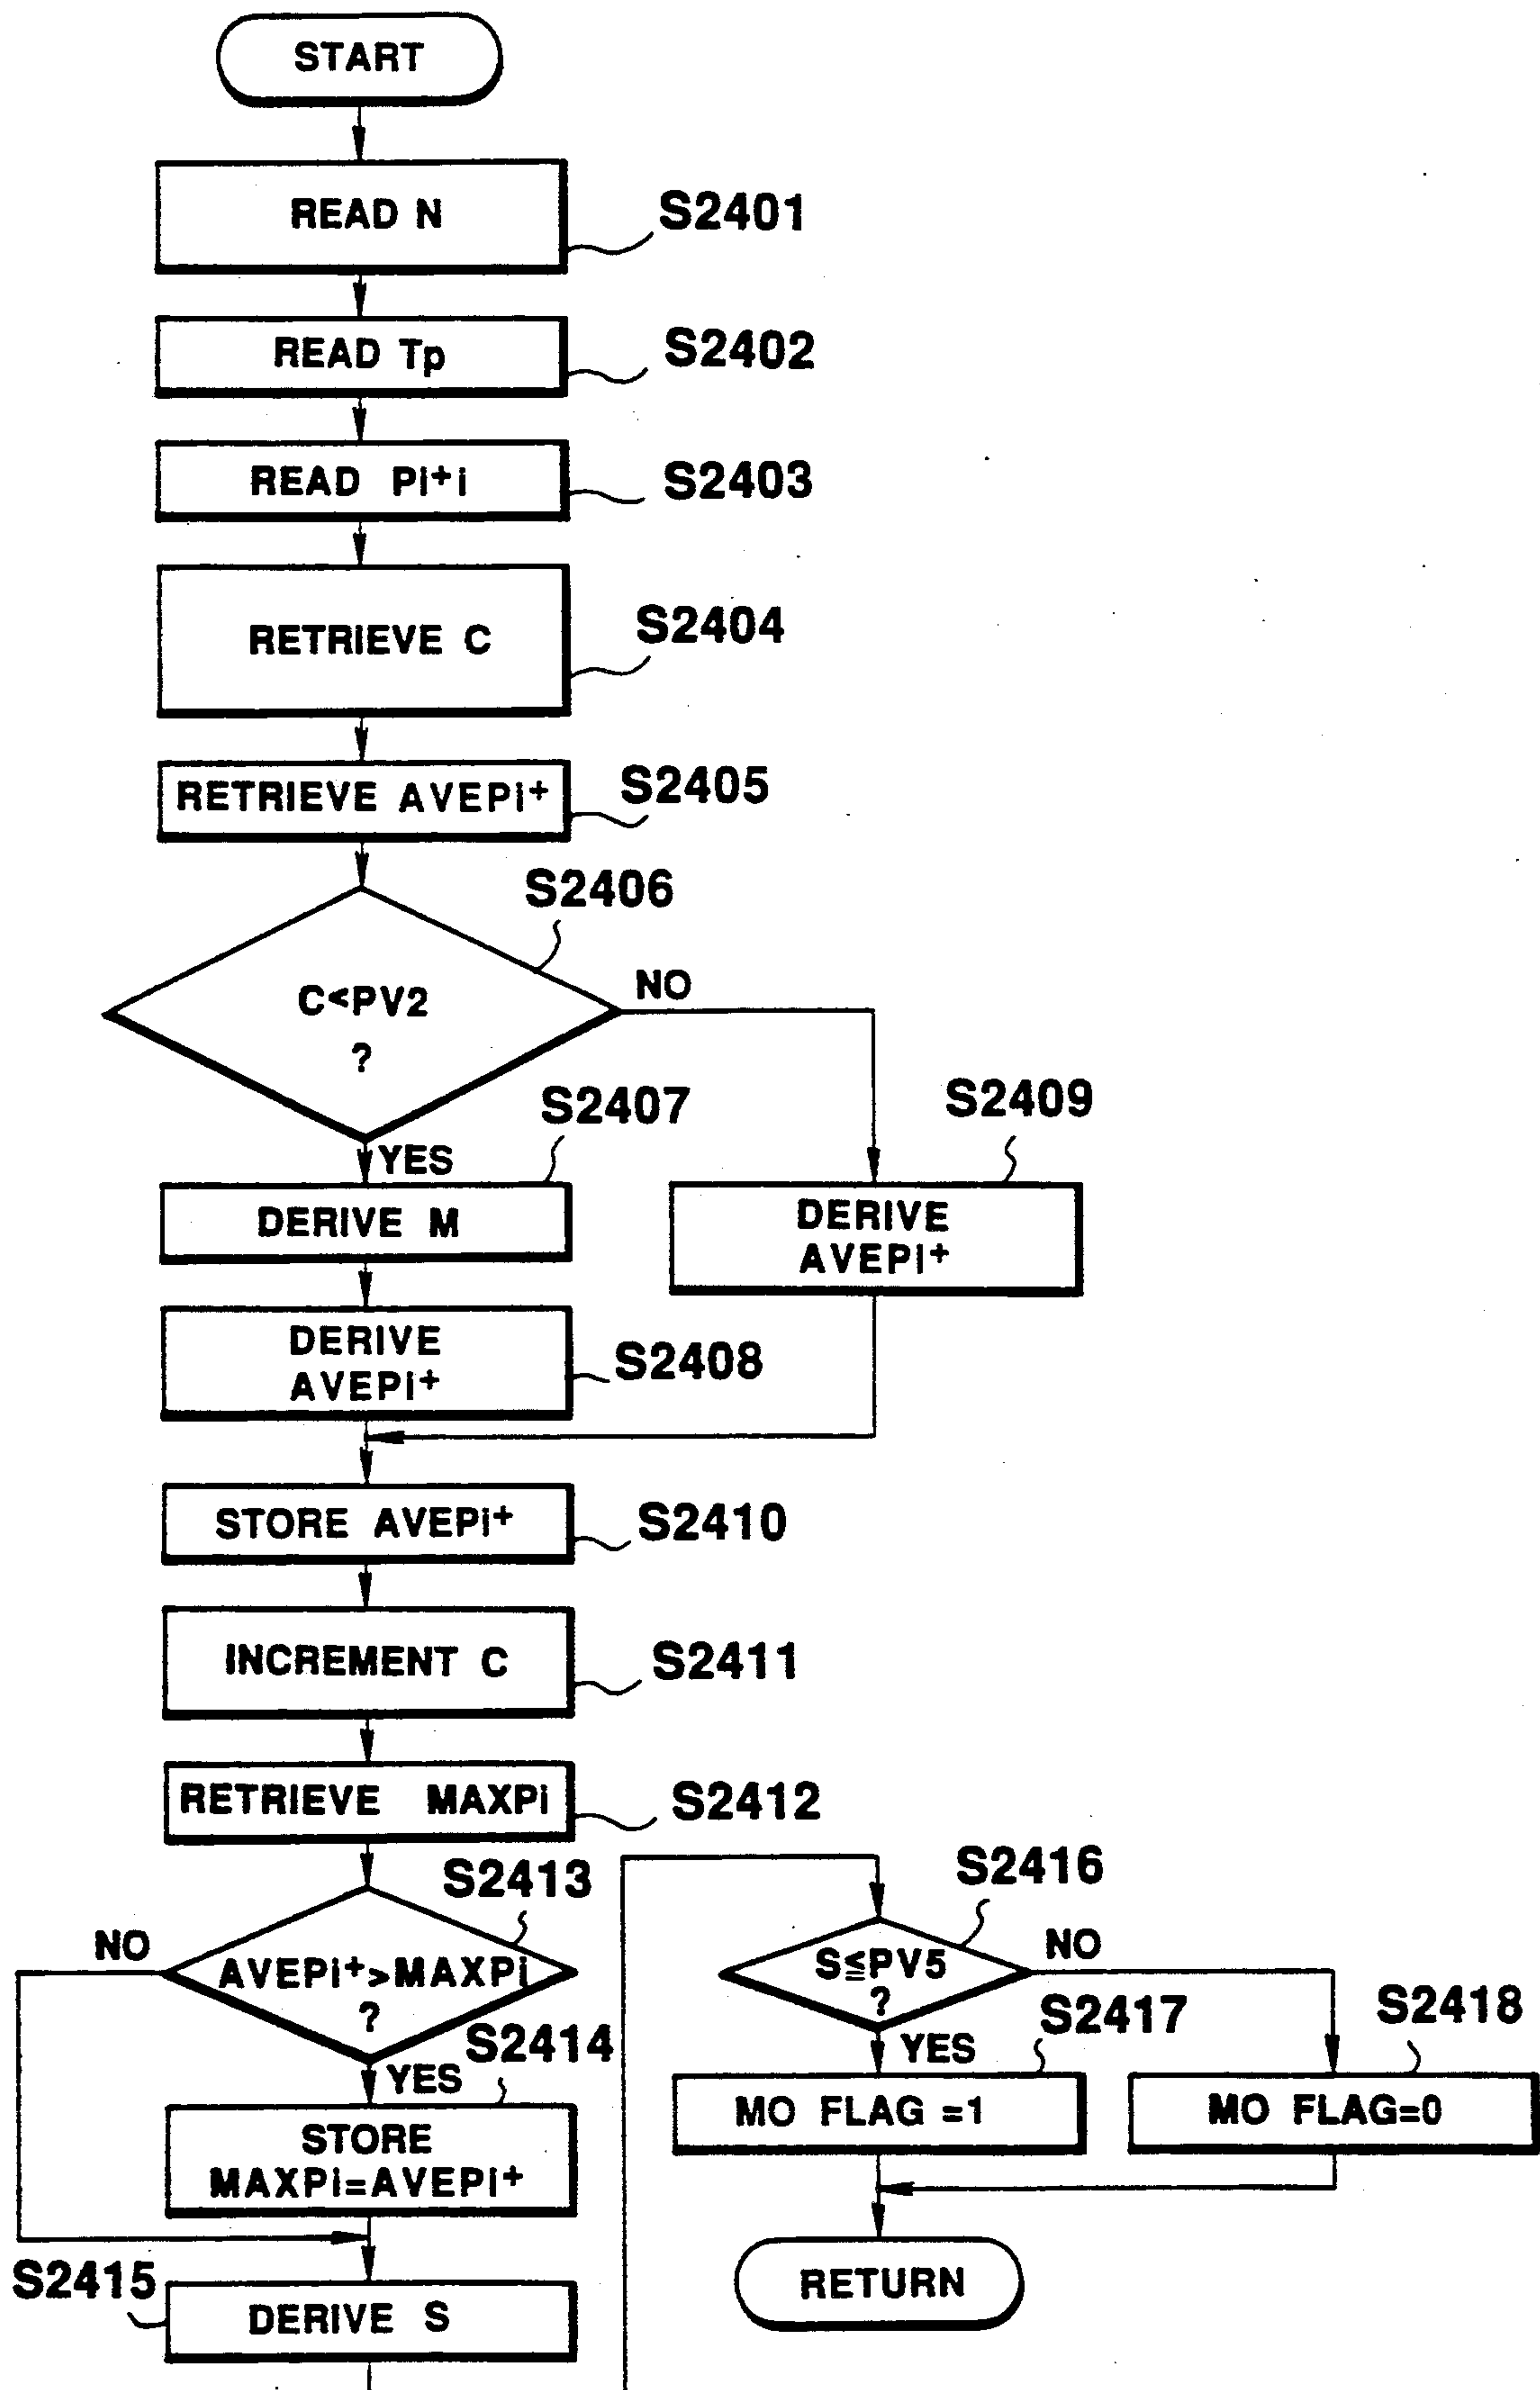 START
READ N
S2401
READ Tp
S2402
READ Pi+i
S2403
RETRIEVE C
S2404
RETRIEVE AVEPi+
S2405
S2406
C<PV2
?
NO
YES
S2407
DERIVE M
S2409
DERIVE
AVEPi+
DERIVE
AVEPi+
S2408
STORE AVEPi+
S2410
INCREMENT C
S2411
RETRIEVE MAXPi
S2412
S2413
NO
AVEPi+>MAXPi
?
YES
S2414
STORE
MAXPi=AVEPi+
S2415
DERIVE S
S2416
S≦PV5
?
NO
YES
S2417
MO FLAG =1
S2418
MO FLAG=0
RETURN